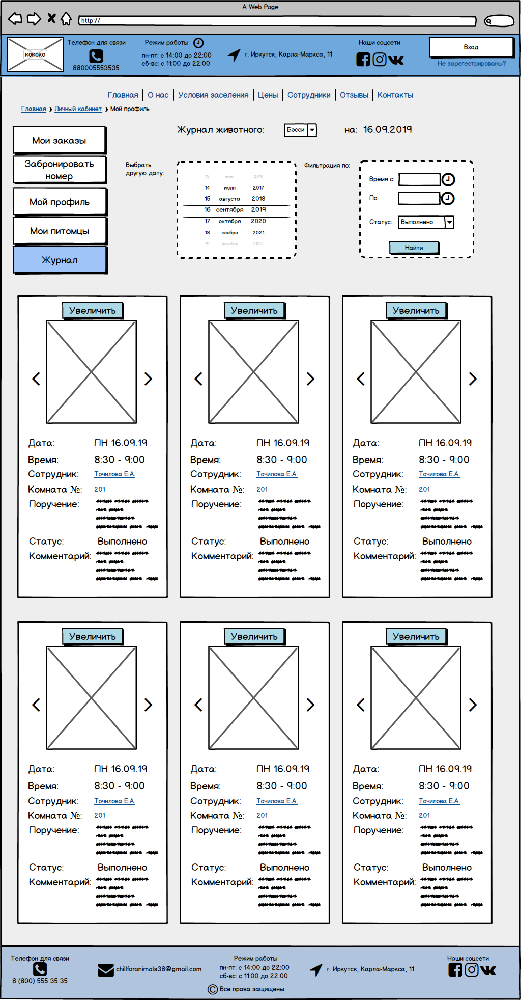 A Web Page
http://
кококо
Телефон для связи
880005553535
Режим работы
пн-пт: с 14:00 до 22:00
сб-вс: с 11:00 до 22:00
г. Иркутск, Карла-Маркса, 11
Наши соцсети
Вход
Не зарегестрированы?
Главная О нас Условия заселения Цены Сотрудники Отзывы Контакты
Главная Личный кабинет Мой профиль
Мои заказы
Забронировать
номер
Мой профиль
Мои питомцы
Журнал
Журнал животного: Бэсси на: 16.09.2019
Выбрать
другую дату:
13 июня 2016
14 июля 2017
15 августа 2018
16 сентября 2019
17 октября 2020
18 ноября 2021
19 декабря 2022
Фильтрация по:
Время с:
По:
Статус: Выполнено
Найти
Увеличить
Дата: ПН 16.09.19
Время: 8:30 - 9:00
Сотрудник: Точилова Е.А.
Комната №: 201
Поручение:
Статус: Выполнено
Комментарий:
Увеличить
Дата: ПН 16.09.19
Время: 8:30 - 9:00
Сотрудник: Точилова Е.А.
Комната №: 201
Поручение:
Статус: Выполнено
Комментарий:
Увеличить
Дата: ПН 16.09.19
Время: 8:30 - 9:00
Сотрудник: Точилова Е.А.
Комната №: 201
Поручение:
Статус: Выполнено
Комментарий:
Увеличить
Дата: ПН 16.09.19
Время: 8:30 - 9:00
Сотрудник: Точилова Е.А.
Комната №: 201
Поручение:
Статус: Выполнено
Комментарий:
Увеличить
Дата: ПН 16.09.19
Время: 8:30 - 9:00
Сотрудник: Точилова Е.А.
Комната №: 201
Поручение:
Статус: Выполнено
Комментарий:
Увеличить
Дата: ПН 16.09.19
Время: 8:30 - 9:00
Сотрудник: Точилова Е.А.
Комната №: 201
Поручение:
Статус: Выполнено
Комментарий:
Телефон для связи
8 (800) 555 35 35
chillforanimals38@gmail.com
Режим работы
пн-пт: с 14:00 до 22:00
сб-вс: с 11:00 до 22:00
г. Иркутск, Карла-Маркса, 11
Наши соцсети
© Все права защищены